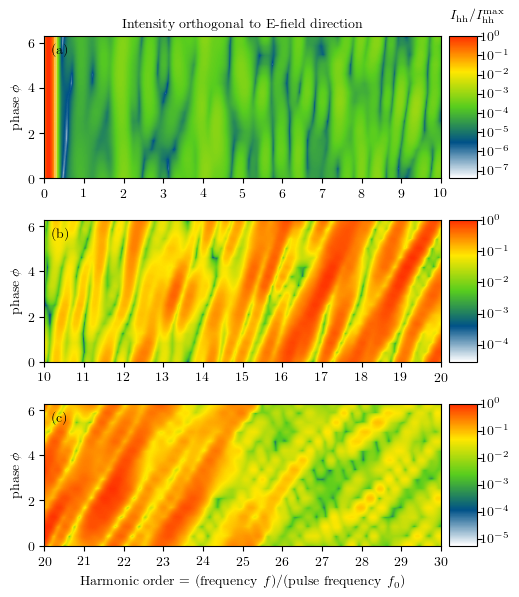 Intensity orthogonal to E-field direction
I_hh/I_hh^max
(a)
phase ϕ
6
4
2
0
0 1 2 3 4 5 6 7 8 9 10
10^0
10^−1
10^−2
10^−3
10^−4
10^−5
10^−6
10^−7
(b)
phase ϕ
6
4
2
0
10 11 12 13 14 15 16 17 18 19 20
10^0
10^−1
10^−2
10^−3
10^−4
(c)
phase ϕ
6
4
2
0
20 21 22 23 24 25 26 27 28 29 30
10^0
10^−1
10^−2
10^−3
10^−4
10^−5
Harmonic order = (frequency f)/(pulse frequency f_0)